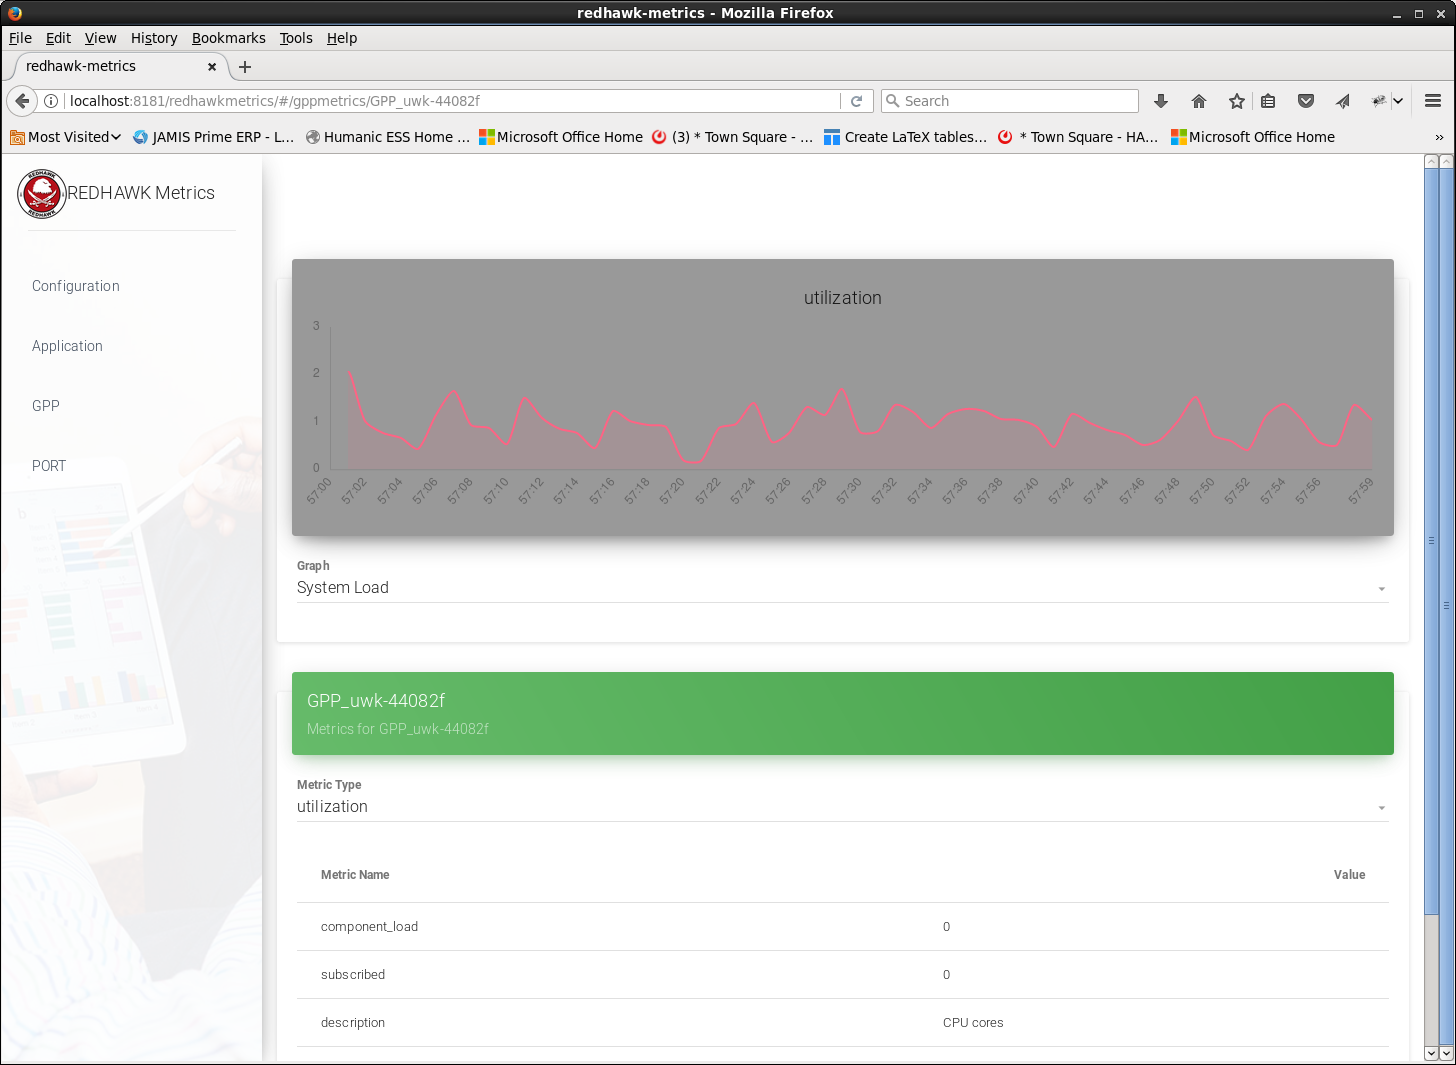 redhawk-metrics - Mozilla Firefox
File Edit View History Bookmarks Tools Help
redhawk-metrics
localhost:8181/redhawkmetrics/#/gppmetrics/GPP_uwk-44082f
Search
Most Visited JAMIS Prime ERP - L... Humanic ESS Home ... Microsoft Office Home (3) * Town Square - ... Create LaTeX tables... * Town Square - HA... Microsoft Office Home »
REDHAWK
REDHAWK
REDHAWK Metrics
Configuration
Application
GPP
PORT
utilization
3
2
1
0
57:00 57:02 57:04 57:06 57:08 57:10 57:12 57:14 57:16 57:18 57:20 57:22 57:24 57:26 57:28 57:30 57:32 57:34 57:36 57:38 57:40 57:42 57:44 57:46 57:48 57:50 57:52 57:54 57:56 57:59
Graph
System Load
GPP_uwk-44082f
Metrics for GPP_uwk-44082f
Metric Type
utilization
Metric Name Value
component_load 0
subscribed 0
description CPU cores